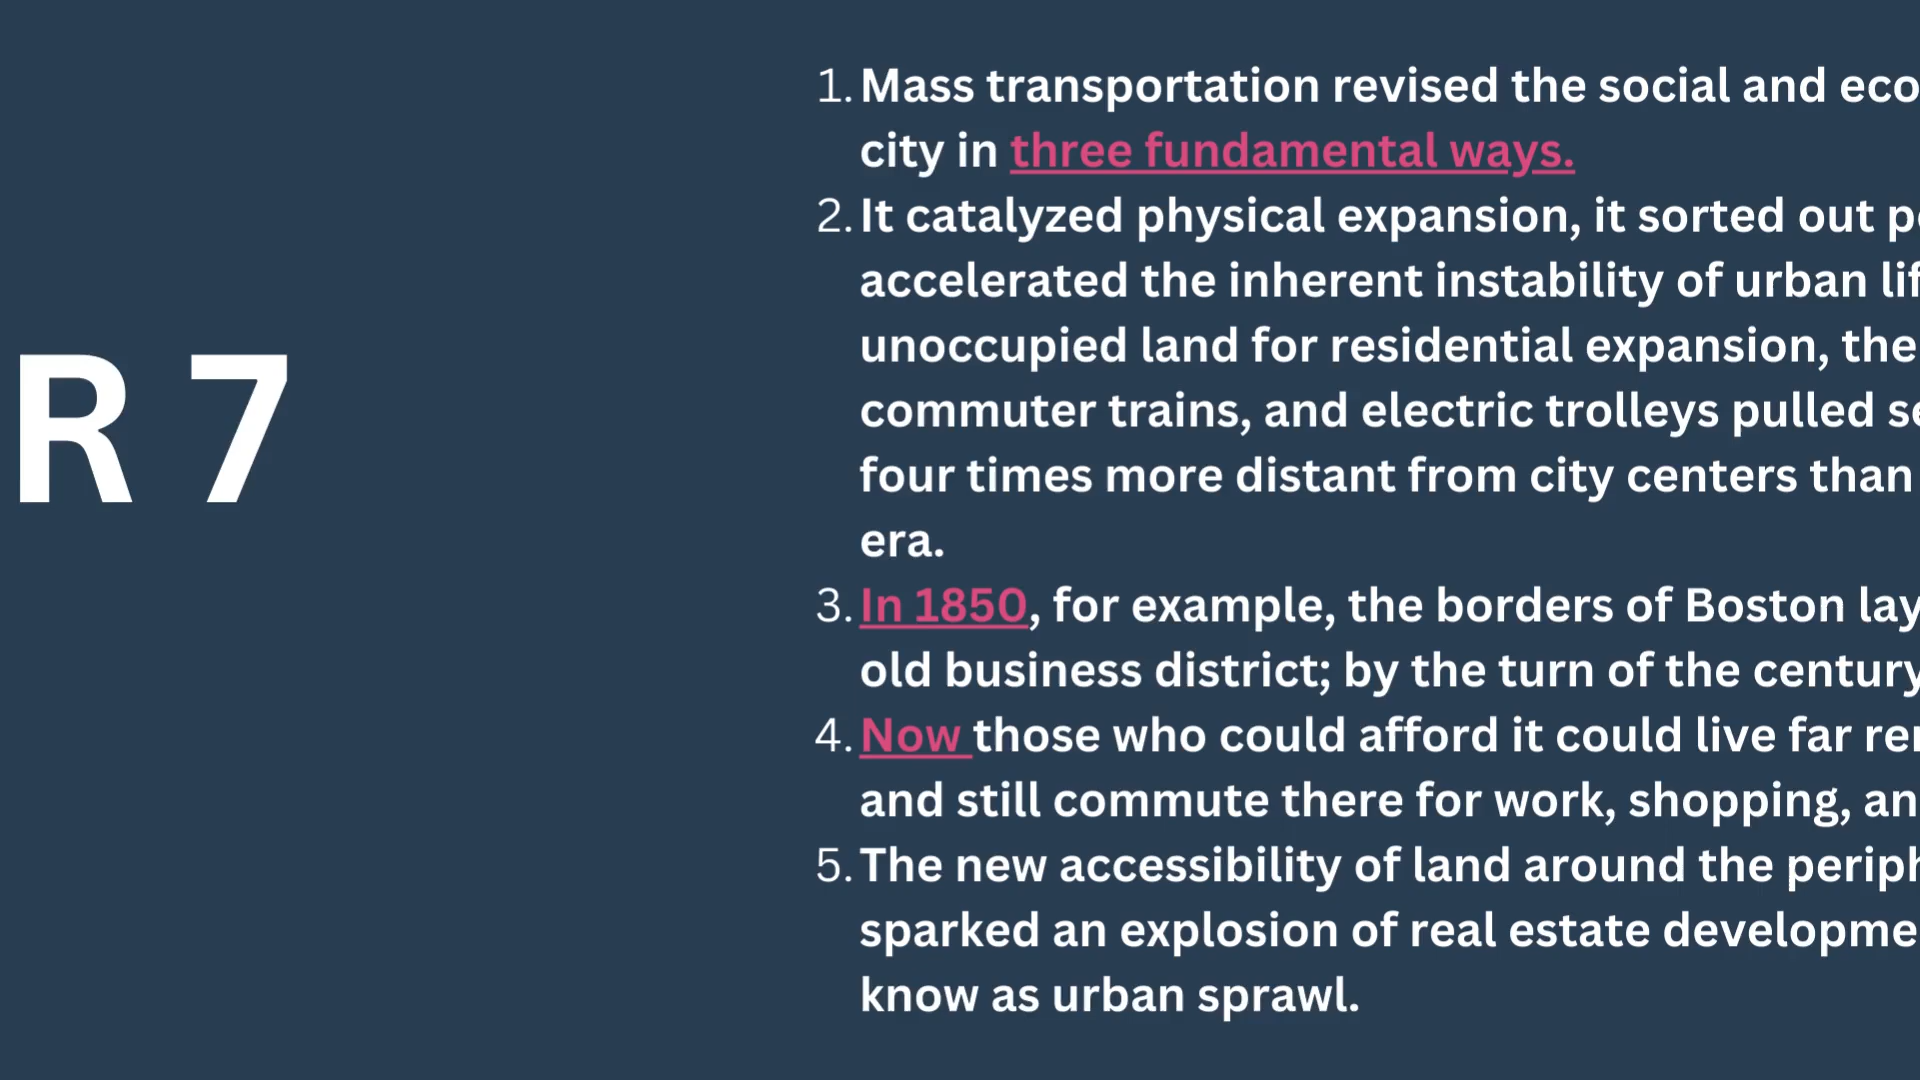 R 7
1. Mass transportation revised the social and eco
city in three fundamental ways.
2. It catalyzed physical expansion, it sorted out p
accelerated the inherent instability of urban lif
unoccupied land for residential expansion, the
commuter trains, and electric trolleys pulled se
four times more distant from city centers than
era.
3. In 1850, for example, the borders of Boston lay
old business district; by the turn of the century
4. Now those who could afford it could live far rem
and still commute there for work, shopping, an
5. The new accessibility of land around the periph
sparked an explosion of real estate developme
know as urban sprawl.